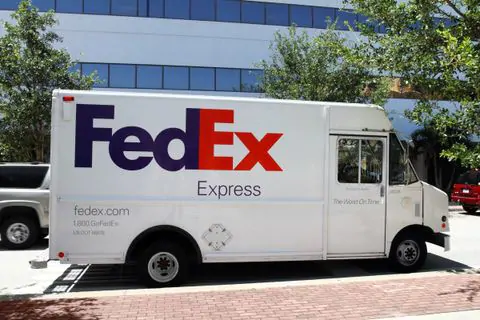 FedEx
Express
fedex.com
1.800.GoFedEx
The World On Time